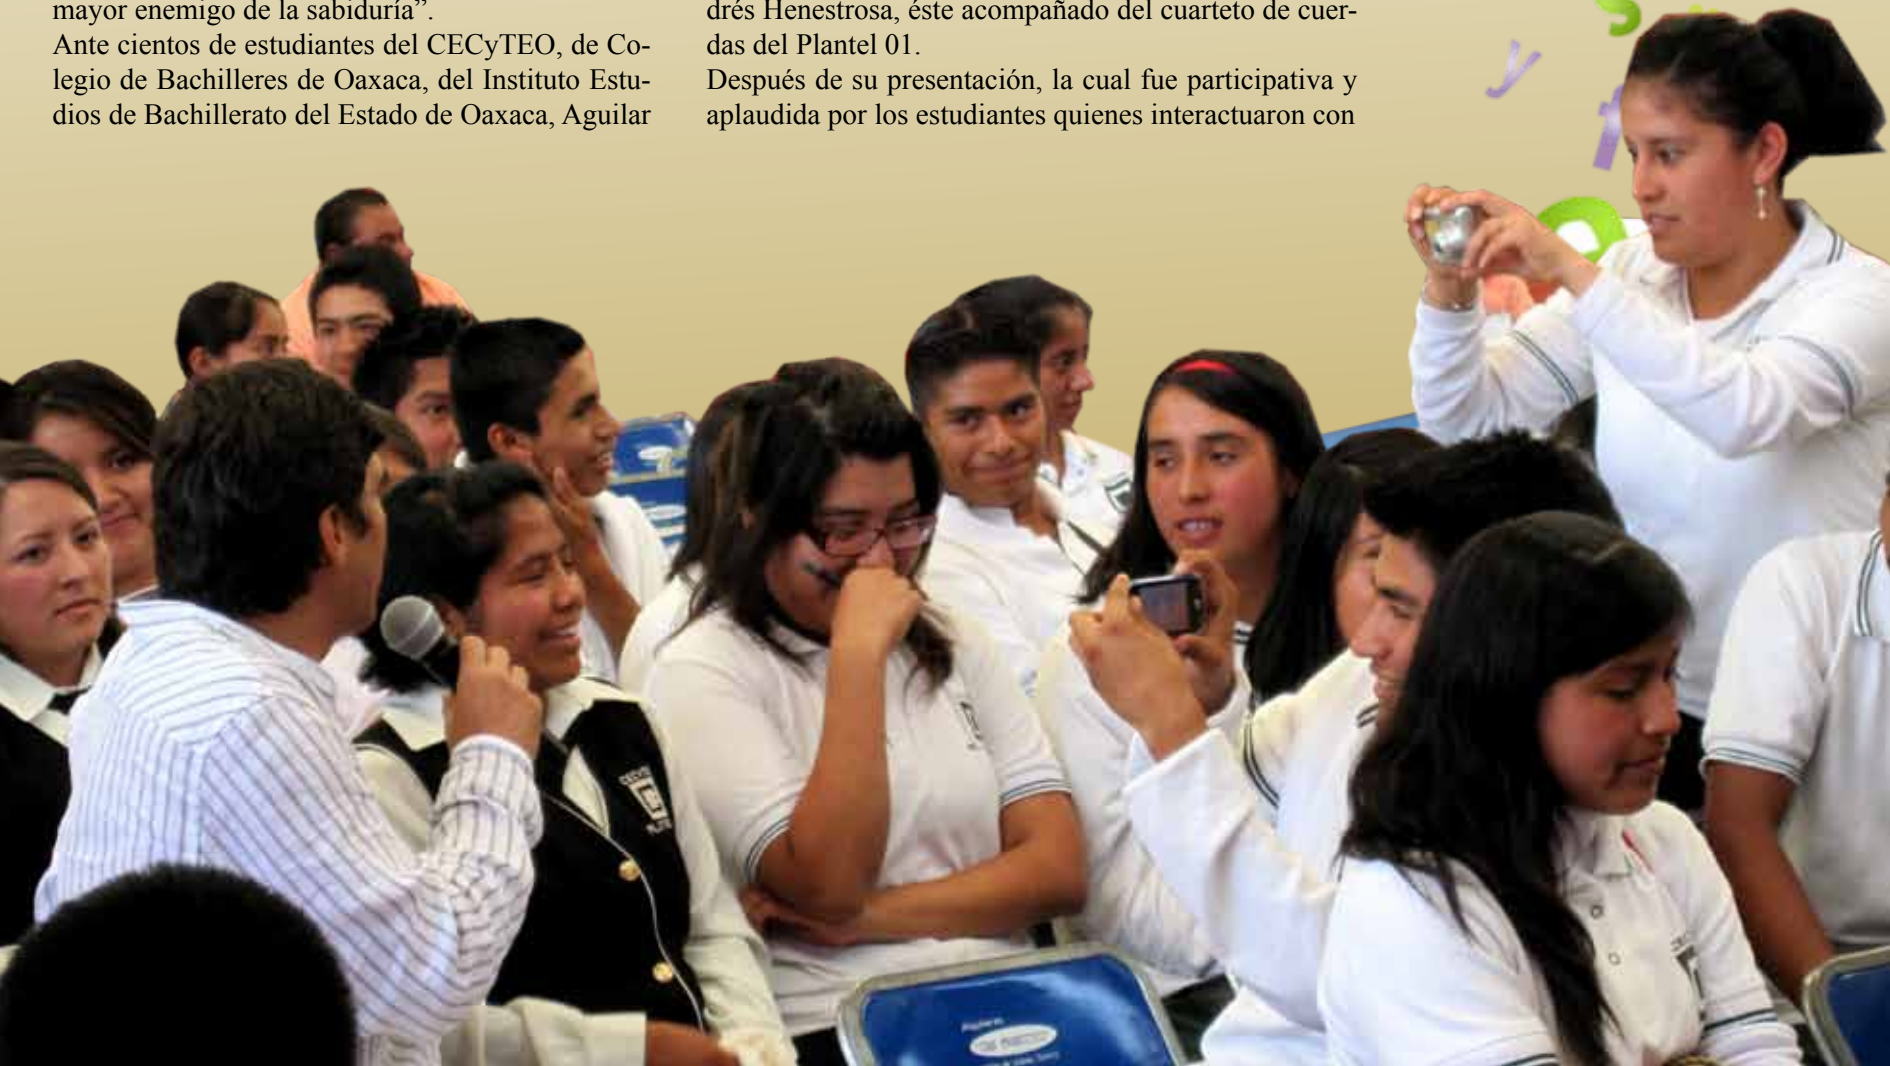 mayor enemigo de la sabiduría”.
Ante cientos de estudiantes del CECyTEO, de Co-
legio de Bachilleres de Oaxaca, del Instituto Estu-
dios de Bachillerato del Estado de Oaxaca, Aguilar
drés Henestrosa, éste acompañado del cuarteto de cuer-
das del Plantel 01.
Después de su presentación, la cual fue participativa y
aplaudida por los estudiantes quienes interactuaron con
s
y
f
e